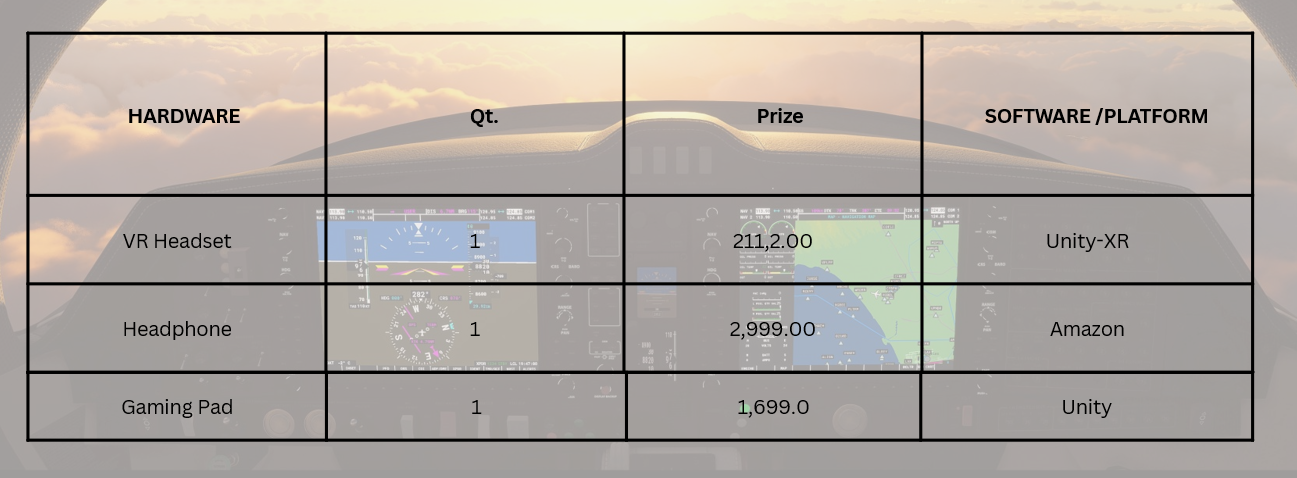 HARDWARE Qt. Prize SOFTWARE /PLATFORM
VR Headset 1 211,2.00 Unity-XR
Headphone 1 2,999.00 Amazon
Gaming Pad 1 1,699.0 Unity